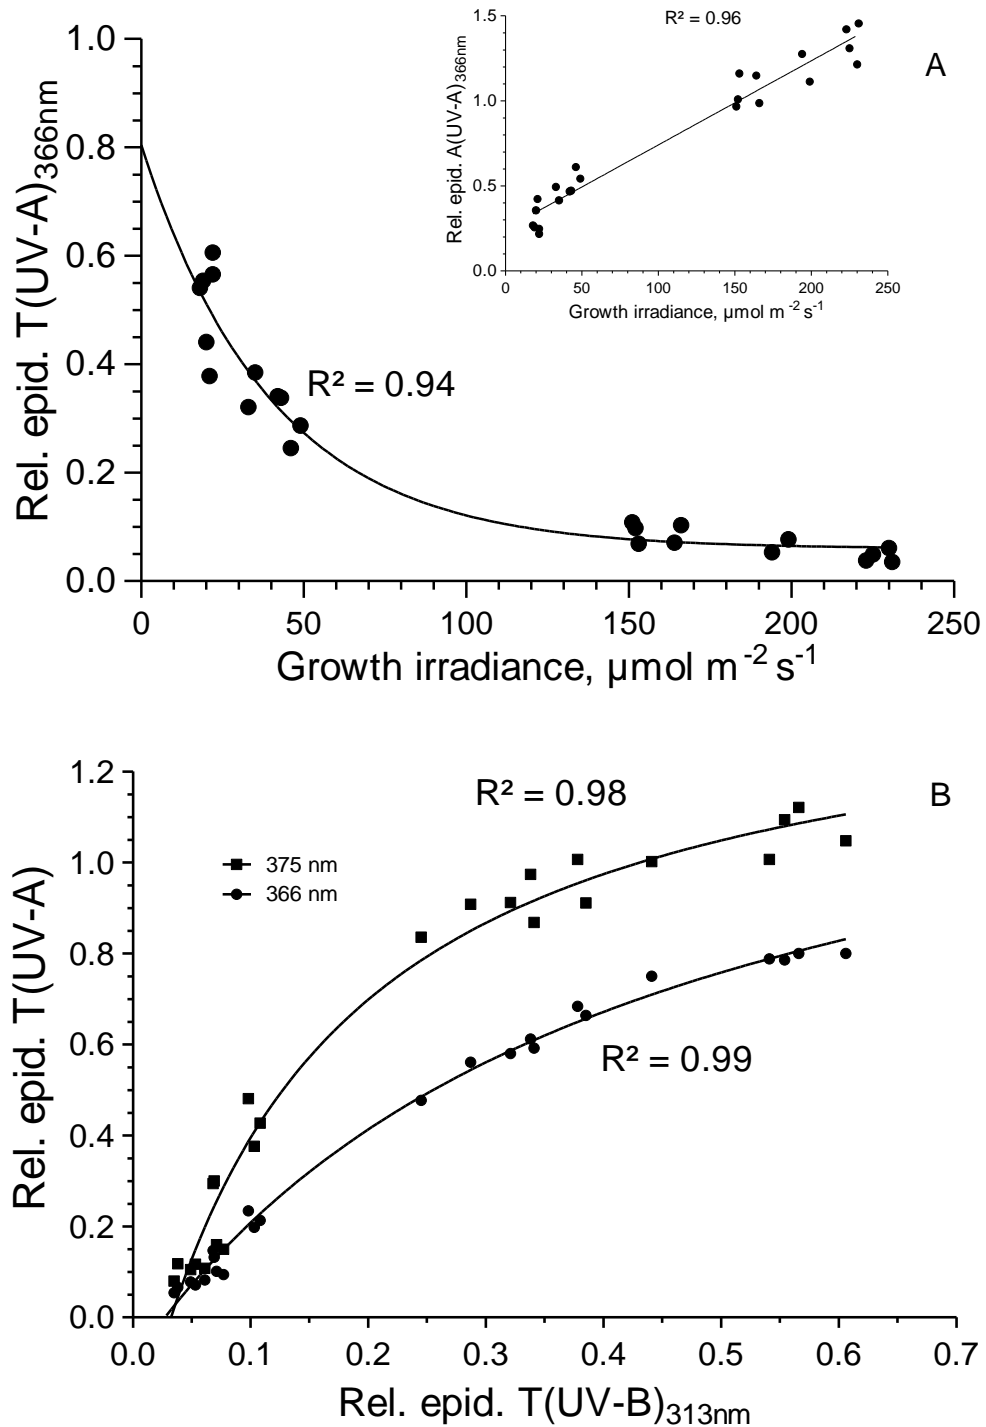 1.0
0.8
0.6
0.4
0.2
0.0
Rel. epid. T(UV-A)366nm
0 50 100 150 200 250
Growth irradiance, µmol m-2 s-1
R² = 0.94
R² = 0.96
A
1.5
1.0
0.5
0.0
Rel. epid. A(UV-A)366nm
0 50 100 150 200 250
Growth irradiance, µmol m-2 s-1
1.2
1.0
0.8
0.6
0.4
0.2
0.0
Rel. epid. T(UV-A)
R² = 0.98
B
375 nm
366 nm
R² = 0.99
0.0 0.1 0.2 0.3 0.4 0.5 0.6 0.7
Rel. epid. T(UV-B)313nm